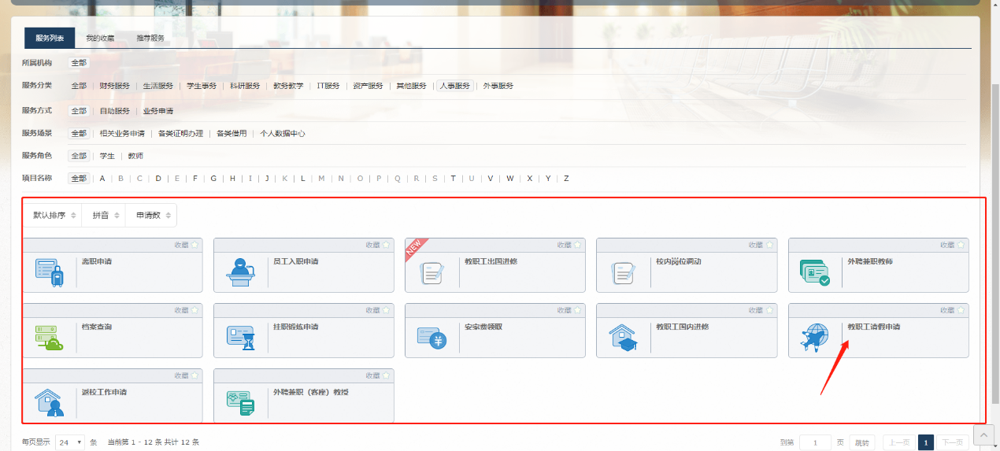 服务列表 我的收藏 推荐服务
所属机构 全部
服务分类 全部 | 财务服务 | 生活服务 | 学生事务 | 科研服务 | 教务教学 | IT服务 | 资产服务 | 其他服务 | 人事服务 | 外事服务
服务方式 全部 | 自助服务 | 业务申请
服务场景 全部 | 相关业务申请 | 各类证明办理 | 各类借用 | 个人数据中心
服务角色 全部 | 学生 | 教师
项目名称 全部 | A | B | C | D | E | F | G | H | I | J | K | L | M | N | O | P | Q | R | S | T | U | V | W | X | Y | Z
默认排序 拼音 申请数
收藏 收藏 NEW 收藏 收藏 收藏
离职申请 员工入职申请 教职工出国进修 校内岗位调动 外聘兼职教师
收藏 收藏 收藏 收藏 收藏
档案查询 挂职锻炼申请 安家费领取 教职工国内进修 教职工请假申请
¥
收藏 收藏
返校工作申请 外聘兼职（客座）教授
每页显示 24 条 当前第 1 - 12 条 共计 12 条 到第 1 页 跳转 上一页 1 下一页